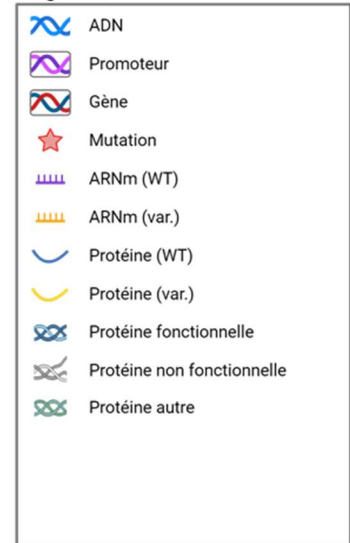 ADN
Promoteur
Gène
Mutation
ARNm (WT)
ARNm (var.)
Protéine (WT)
Protéine (var.)
Protéine fonctionnelle
Protéine non fonctionnelle
Protéine autre